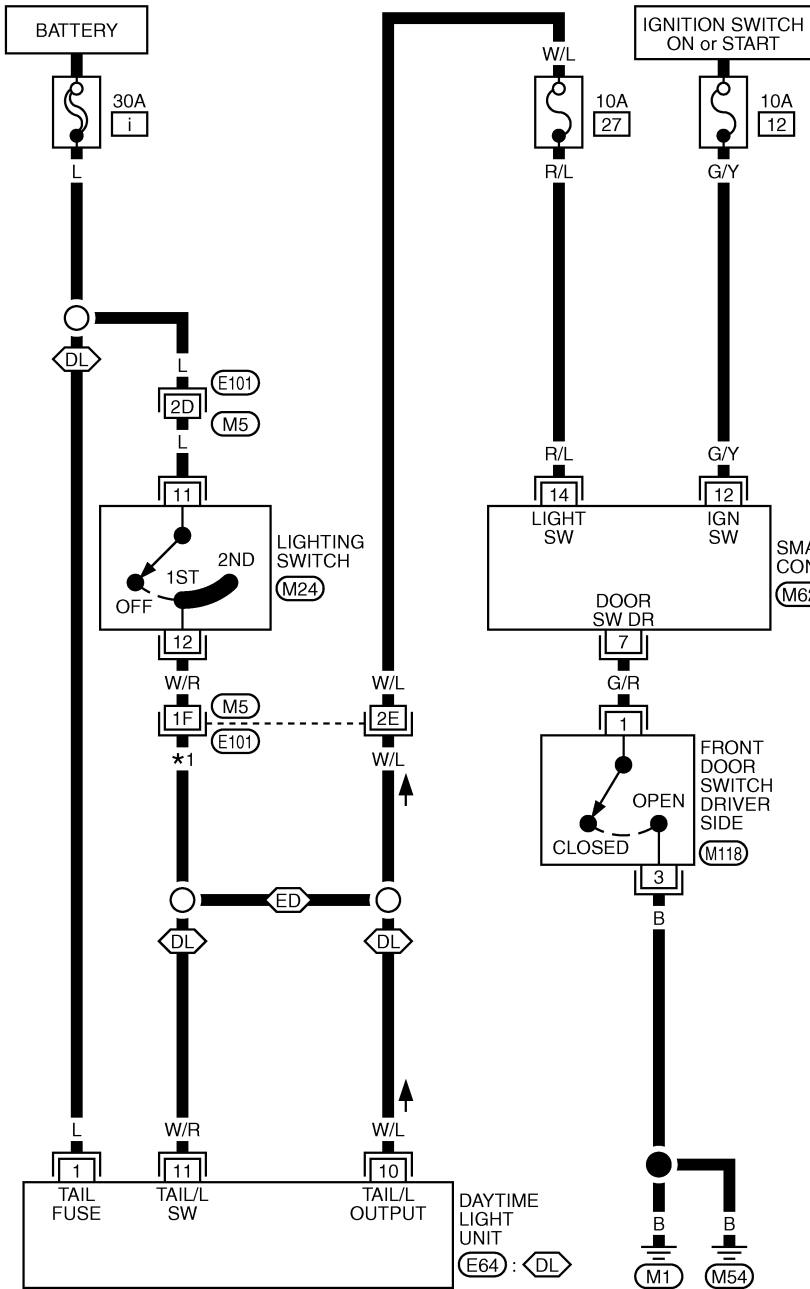 BATTERY
IGNITION SWITCH
ON or START
W/L
30A
i
10A
27
10A
12
L
R/L
G/Y
DL
L
E101
2D
M5
L
R/L
G/Y
11
14
12
LIGHT
SW
IGN
SW
LIGHTING
SWITCH
M24
2ND
1ST
OFF
SMA
CON
M62
DOOR
SW DR
12
7
W/R
W/L
G/R
M5
1F
2E
1
E101
*1
W/L
FRONT
DOOR
SWITCH
DRIVER
SIDE
OPEN
CLOSED
M118
3
ED
B
DL
DL
L
W/R
W/L
1
11
10
TAIL
FUSE
TAIL/L
SW
TAIL/L
OUTPUT
DAYTIME
LIGHT
UNIT
E64 : DL
B
B
M1
M54